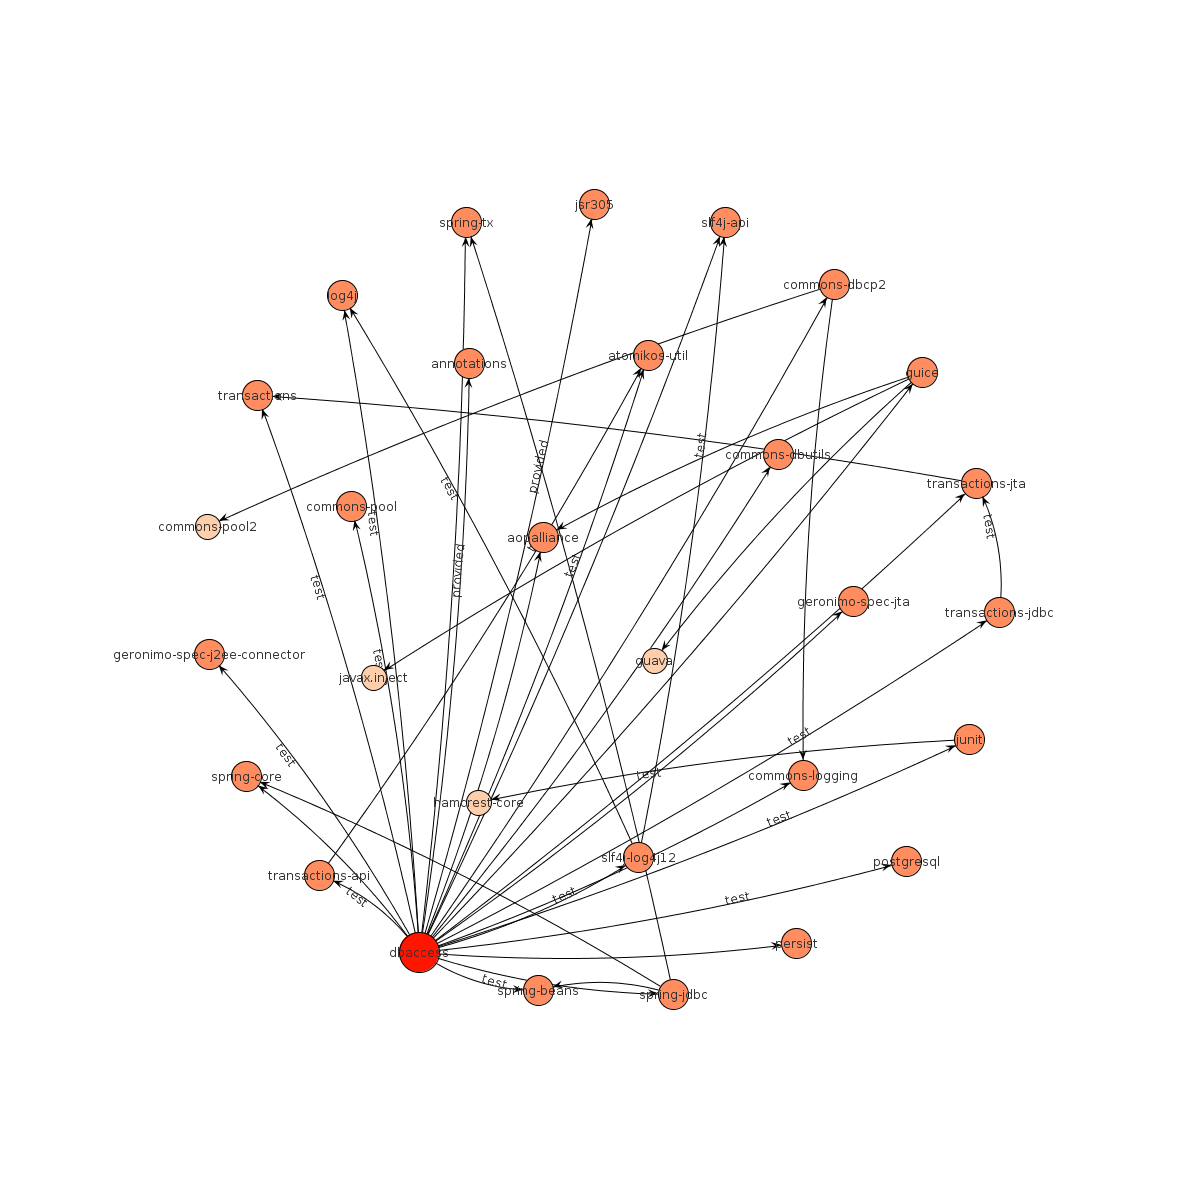 jsr305
spring-tx
slf4j-api
commons-dbcp2
log4j
atomikos-util
annotations
guice
transactions
test
commons-dbutils
provided
transactions-jta
test
commons-pool
test
test
commons-pool2
aopalliance
test
provided
test
geronimo-spec-jta
transactions-jdbc
geronimo-spec-j2ee-connector
test
guava
javax.inject
test
junit
test
test
commons-logging
spring-core
hamcrest-core
test
slf4j-log4j12
postgresql
transactions-api
test
test
test
persist
dbaccess
test
spring-beans
spring-jdbc